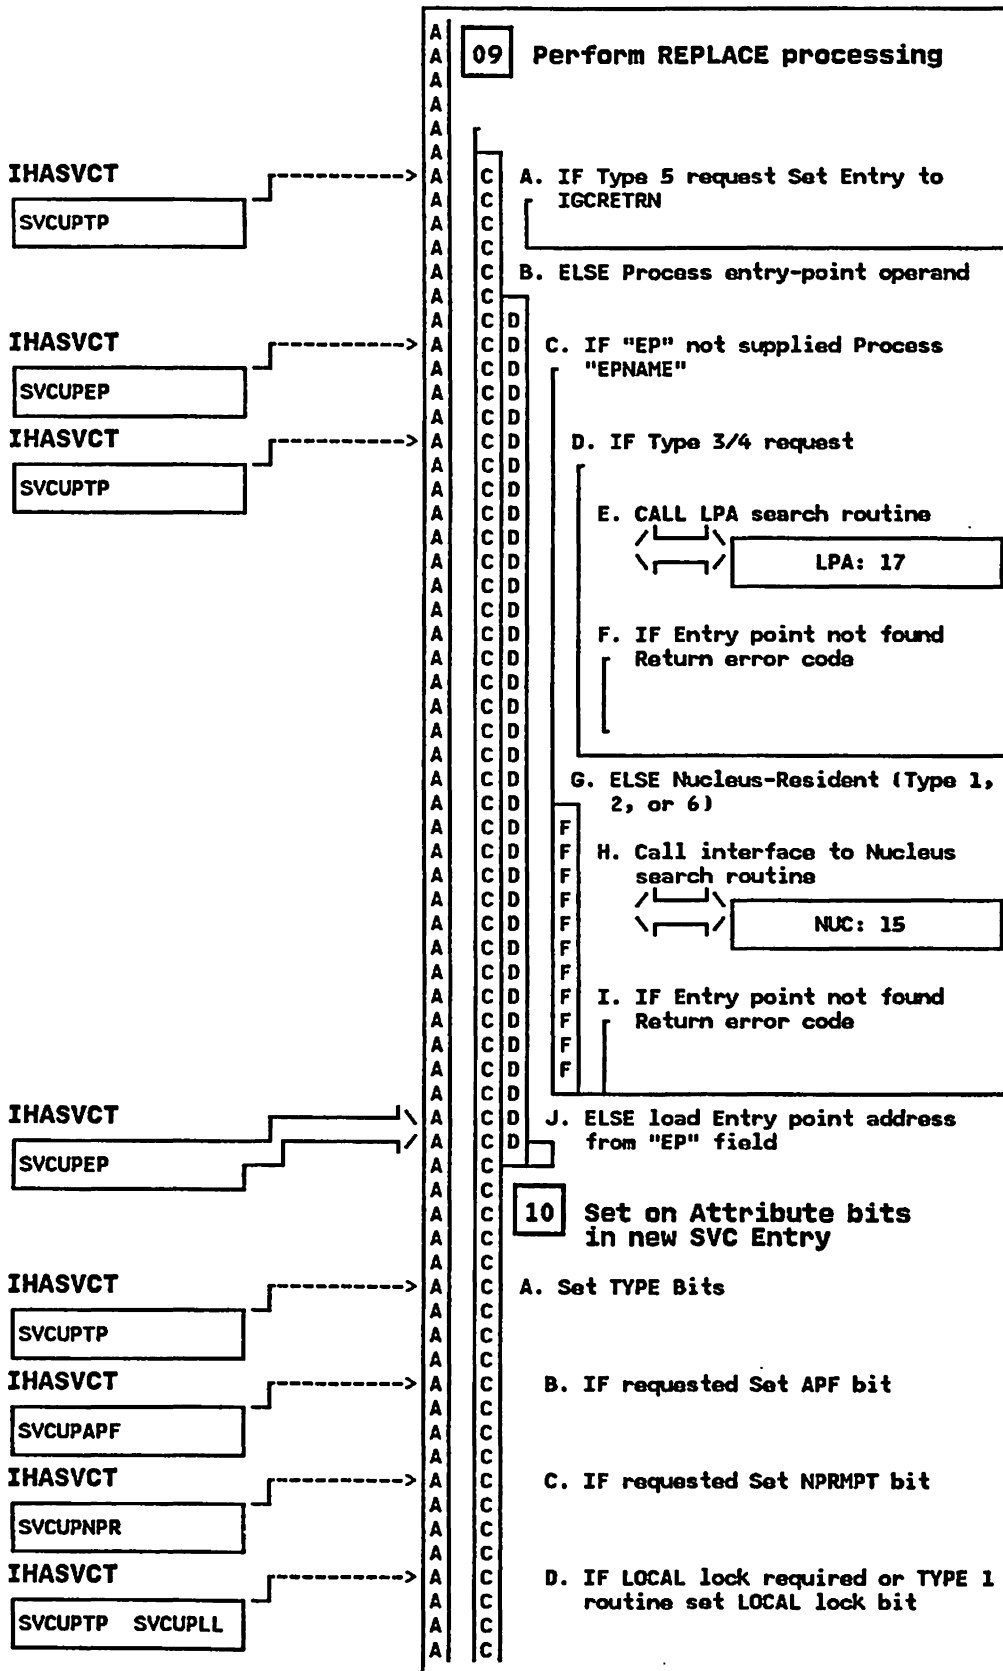 A
A 09 Perform REPLACE processing
A
A
A
A
IHASVCT A C A. IF Type 5 request Set Entry to
A C IGCRETRN
SVCUPTP A C
A C
A C B. ELSE Process entry-point operand
A C
A C D
IHASVCT A C D C. IF "EP" not supplied Process
A C D "EPNAME"
SVCUPEP A C D
A C D
IHASVCT A C D D. IF Type 3/4 request
A C D
SVCUPTP A C D
A C D E. CALL LPA search routine
A C D
A C D LPA: 17
A C D
A C D
A C D F. IF Entry point not found
A C D Return error code
A C D
A C D
A C D
A C D
A C D G. ELSE Nucleus-Resident (Type 1,
A C D 2, or 6)
A C D F
A C D F H. Call interface to Nucleus
A C D F search routine
A C D F
A C D F NUC: 15
A C D F
A C D F
A C D F I. IF Entry point not found
A C D F Return error code
A C D F
A C D F
A C D
IHASVCT A C D J. ELSE load Entry point address
A C D from "EP" field
SVCUPEP A C
A C
A C 10 Set on Attribute bits
A C in new SVC Entry
A C
IHASVCT A C A. Set TYPE Bits
A C
SVCUPTP A C
A C
IHASVCT A C B. IF requested Set APF bit
A C
SVCUPAPF A C
A C
IHASVCT A C C. IF requested Set NPRMPT bit
A C
SVCUPNPR A C
A C
IHASVCT A C D. IF LOCAL lock required or TYPE 1
A C routine set LOCAL lock bit
SVCUPTP SVCUPLL A C
A C